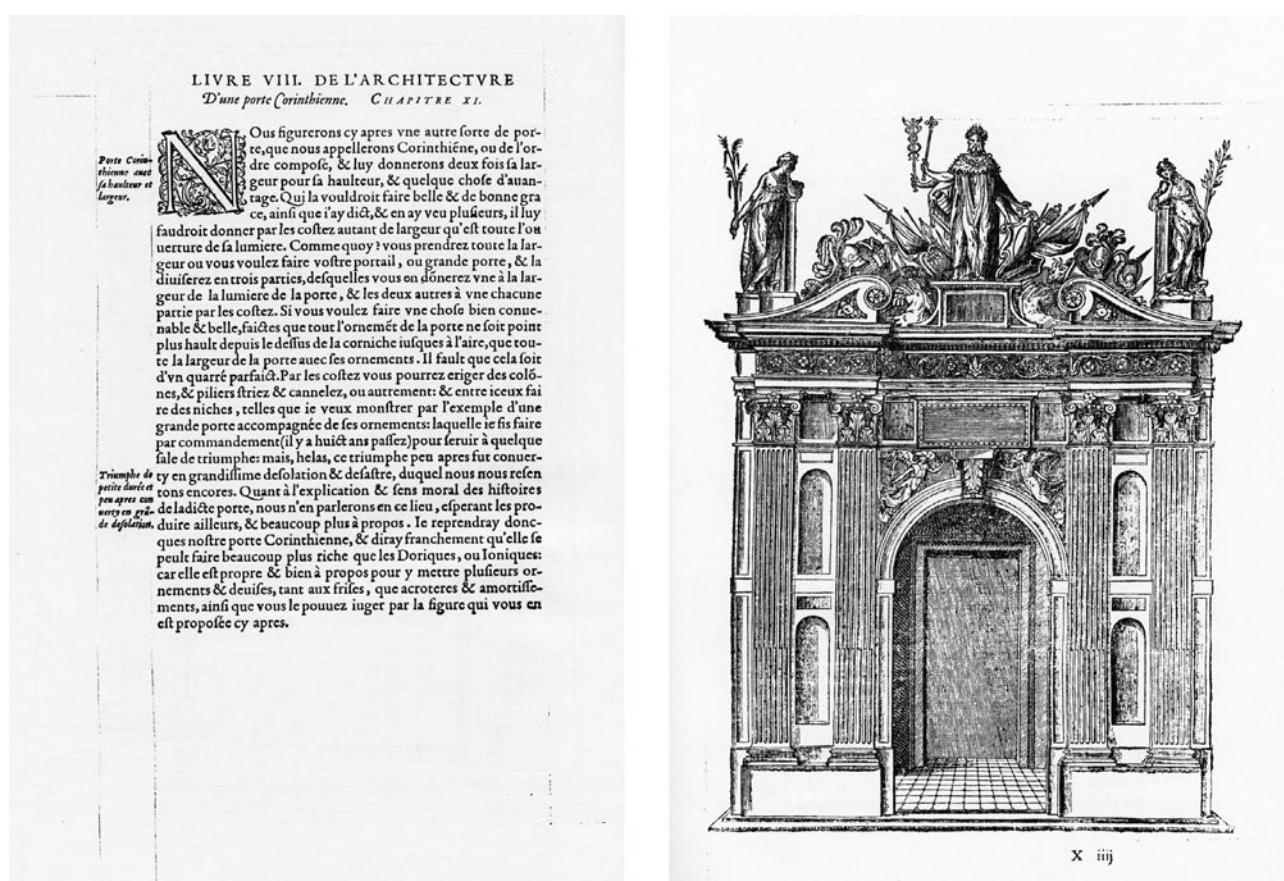 LIVRE VIII. DE L'ARCHITECTVRE
D'une porte Corinthienne. CHAPITRE XI.
NOus figurerons cy apres vne autre ſorte de por-
te,que nous appellerons Corinthiéne, ou de l'or-
dre compoſe, & luy donnerons deux fois ſa lar-
geur pour ſa haulteur, & quelque choſe d'auan-
tage. Qui la vouldroit faire belle & de bonne gra
ce, ainſi que i'ay dict,& en ay veu pluſieurs, il luy
faudroit donner par les coſtez autant de largeur qu'eſt toute l'ou
uerture de ſa lumiere. Comme quoy? vous prendrez toute la lar-
geur ou vous voulez faire voſtre portail, ou grande porte, & la
diuiſerez en trois parties,deſquelles vous en dōnerez vne à la lar-
geur de la lumiere de la porte, & les deux autres à vne chacune
partie par les coſtez. Si vous voulez faire vne choſe bien conue-
nable & belle,faictes que tout l'ornemēt de la porte ne ſoit point
plus hault depuis le deſſus de la corniche iuſques à l'aire,que tou-
te la largeur de la porte auec ſes ornements. Il fault que cela ſoit
d'vn quarré parfaict.Par les coſtez vous pourrez eriger des colō-
nes,& piliers ſtriez & cannelez, ou autrement: & entre iceux fai
re des niches, telles que ie veux monſtrer par l'exemple d'une
grande porte accompagnée de ſes ornements: laquelle ie fis faire
par commandement(il y a huict ans paſſez)pour ſeruir à quelque
ſale de triumphe: mais, helas, ce triumphe peu apres fut conuer-
ty en grandiſſime deſolation & deſaſtre, duquel nous nous reſen
tons encores. Quant à l'explication & ſens moral des hiſtoires
de ladicte porte, nous n'en parlerons en ce lieu, eſperant les pro-
duire ailleurs, & beaucoup plus à propos. Ie reprendray donc-
ques noſtre porte Corinthienne, & diray franchement qu'elle ſe
peult faire beaucoup plus riche que les Doriques, ou Ioniques:
car elle eſt propre & bien à propos pour y mettre pluſieurs or-
nements & deuiſes, tant aux friſes, que acroteres & amortiſſe-
ments, ainſi que vous le pouuez iuger par la figure qui vous en
eſt propoſée cy apres.
Porte Corin-
thienne auec
ſa haulteur et
largeur.
Triumphe de
petite durée et
peu apres con
uerty en grā-
de deſolation.
X iiij